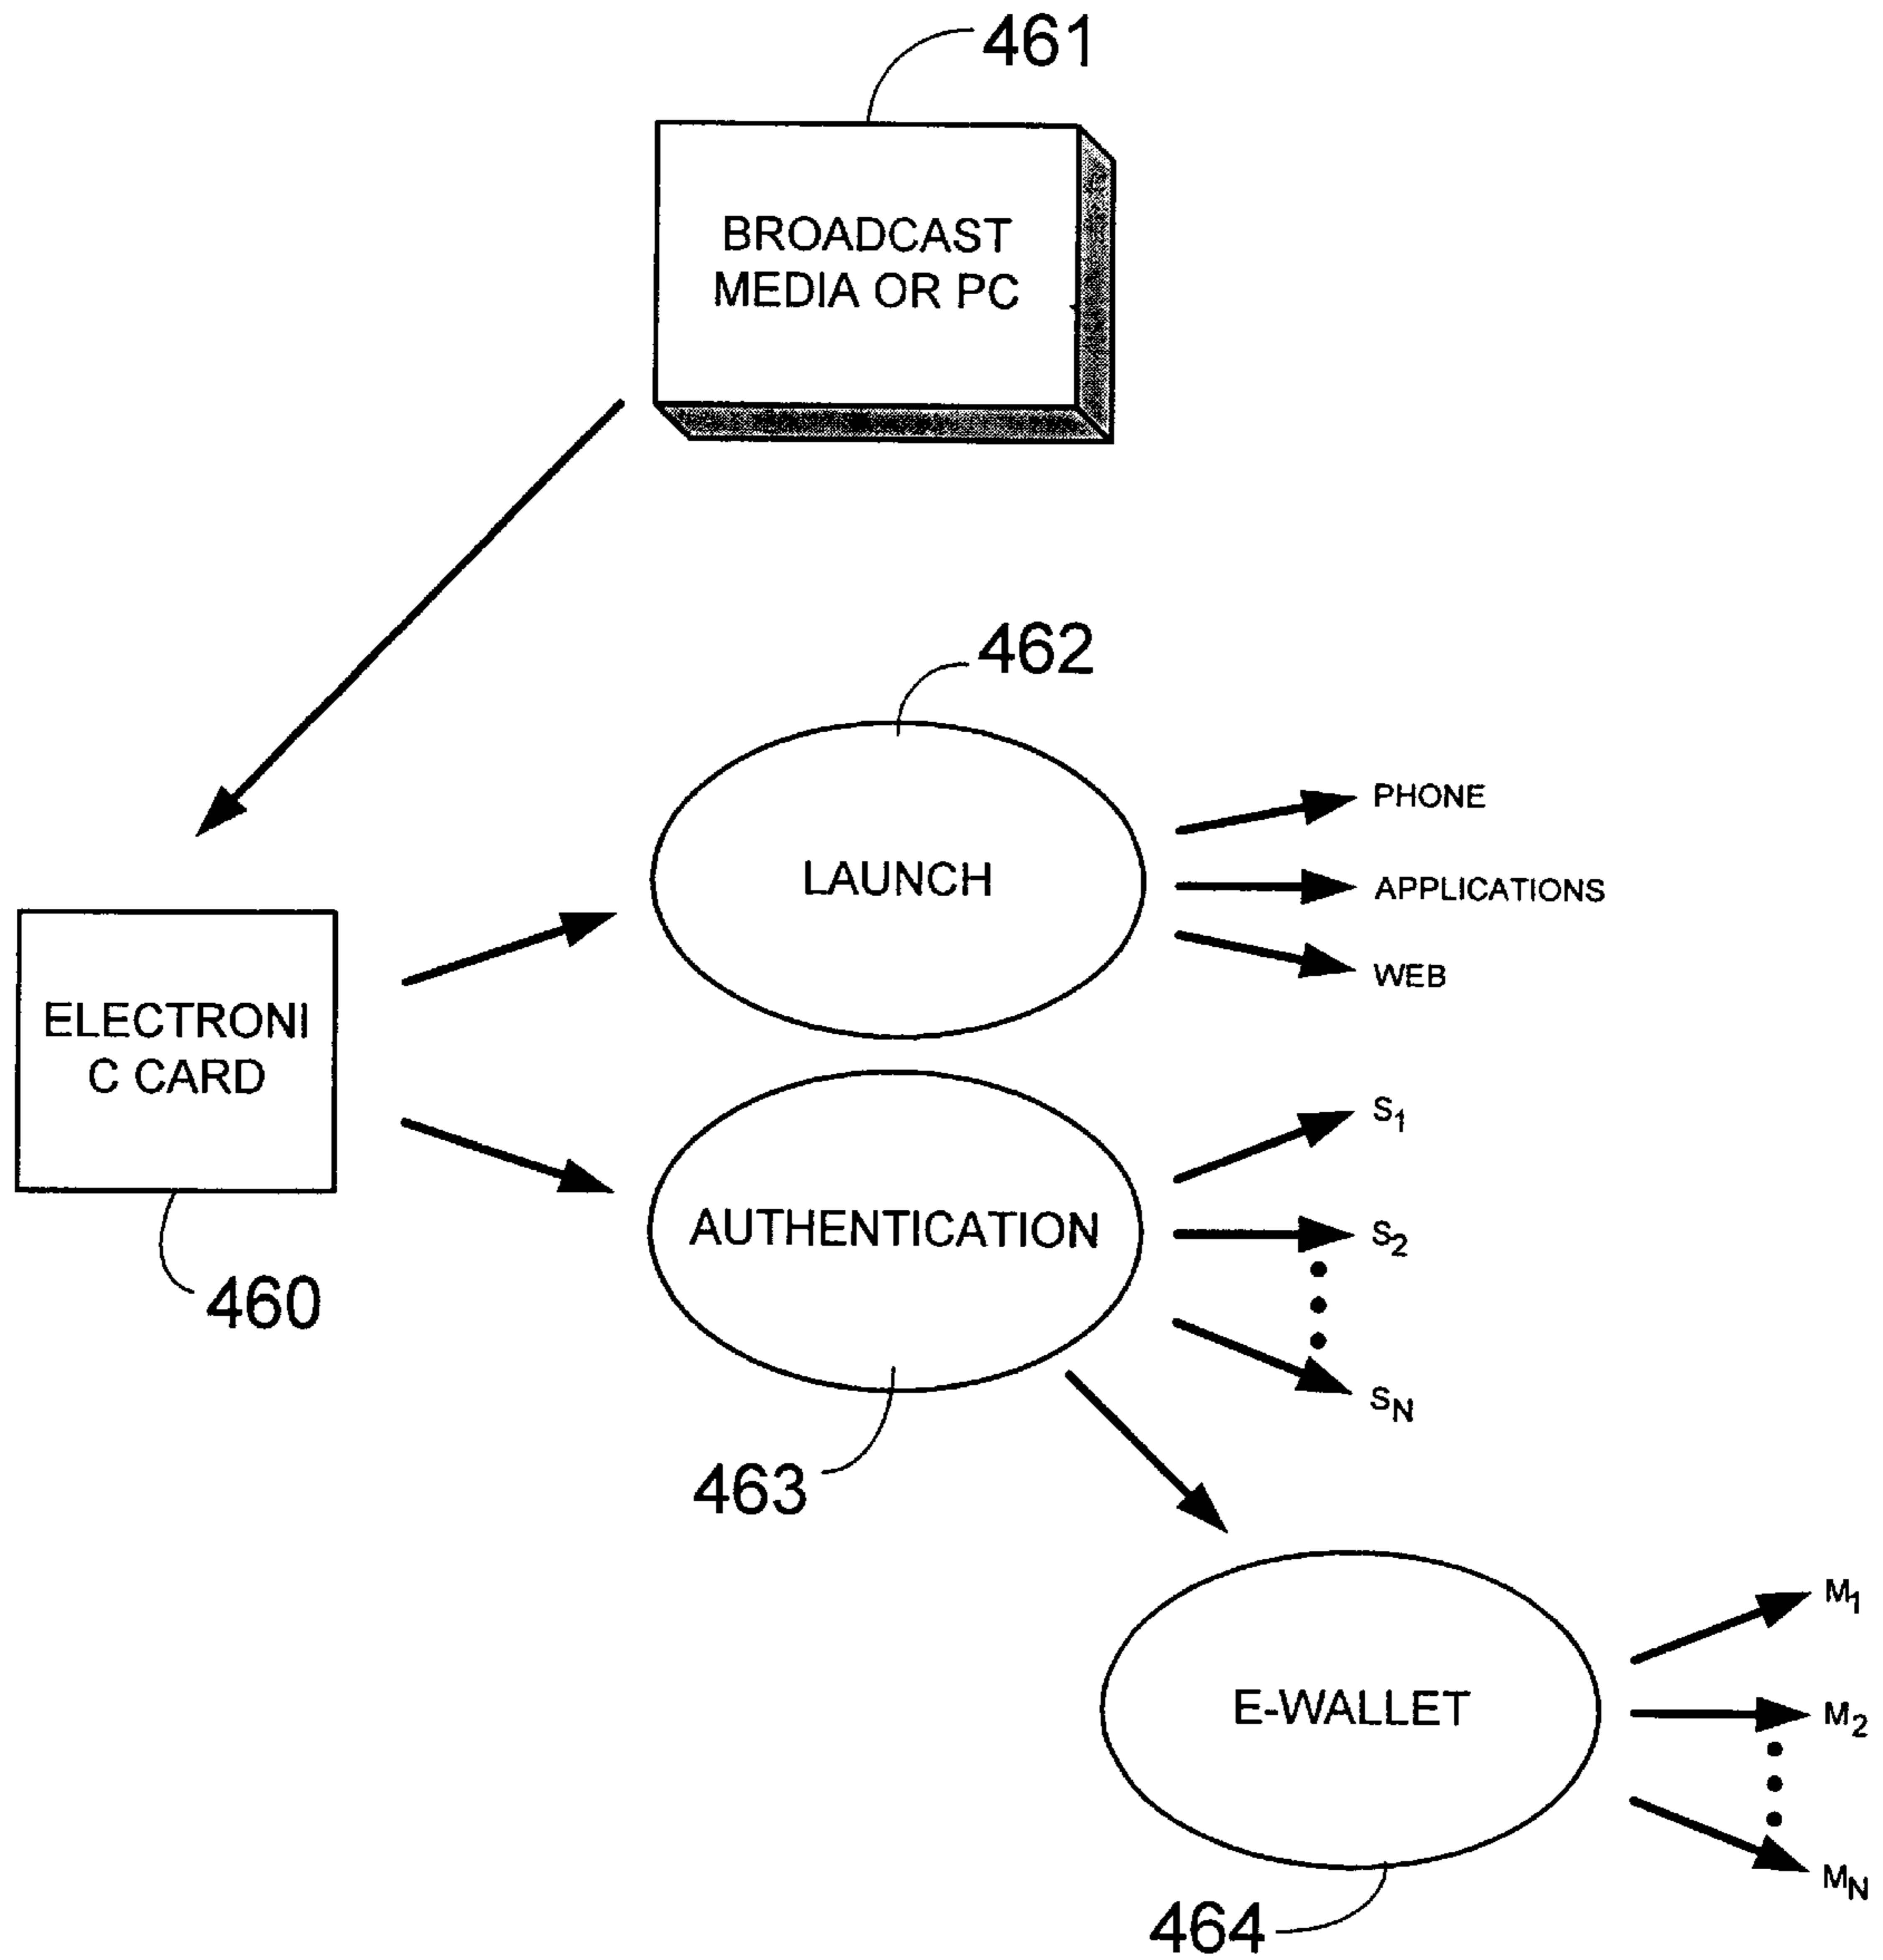 461
BROADCAST
MEDIA OR PC
462
LAUNCH
PHONE
APPLICATIONS
WEB
ELECTRONI
C CARD
460
AUTHENTICATION
S1
S2
SN
463
E-WALLET
M1
M2
MN
464